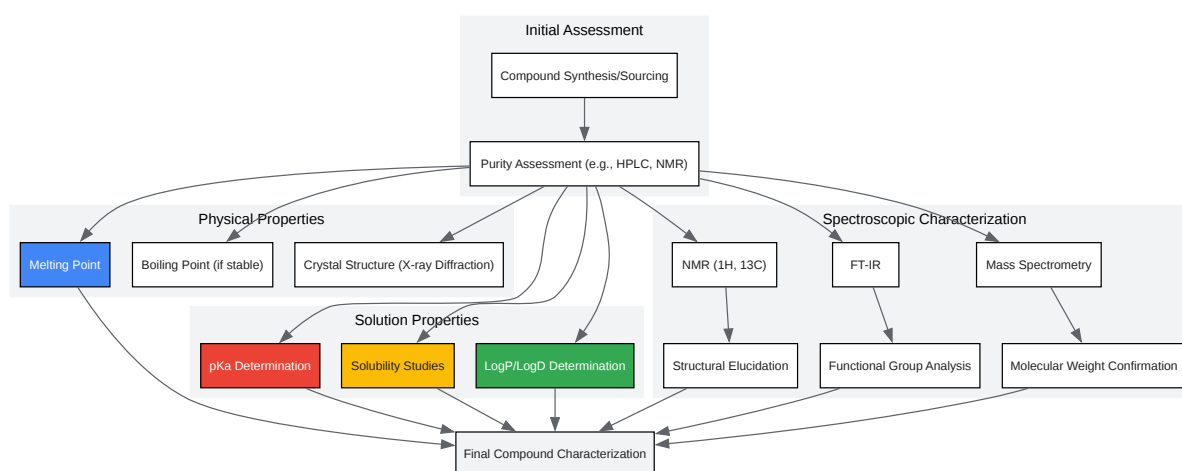 Initial Assessment
Compound Synthesis/Sourcing
Purity Assessment (e.g., HPLC, NMR)
Physical Properties
Spectroscopic Characterization
Melting Point
Boiling Point (if stable)
Crystal Structure (X-ray Diffraction)
NMR (1H, 13C)
FT-IR
Mass Spectrometry
Solution Properties
pKa Determination
Solubility Studies
LogP/LogD Determination
Structural Elucidation
Functional Group Analysis
Molecular Weight Confirmation
Final Compound Characterization